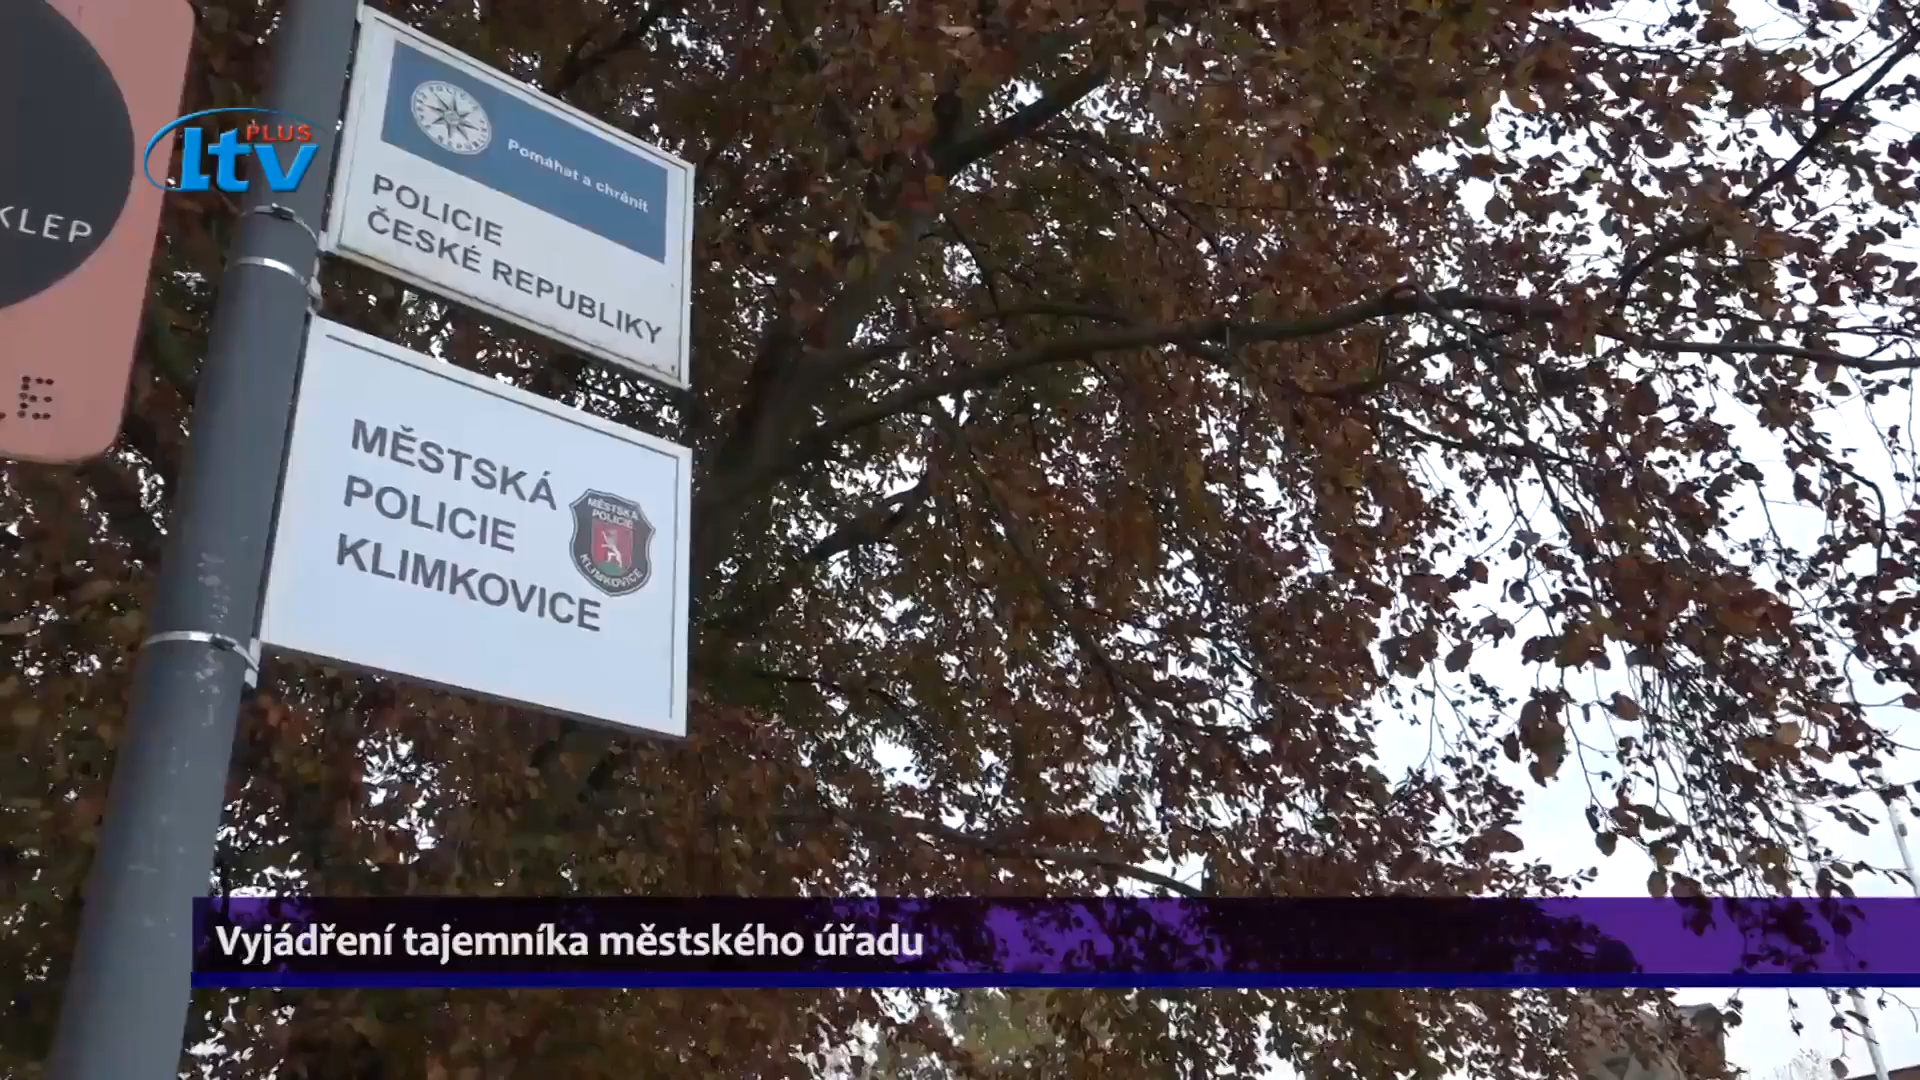 PLUS
LTV
KLEP
Pomáhat a chránit
POLICIE
ČESKÉ REPUBLIKY
MĚSTSKÁ
POLICIE
KLIMKOVICE
MĚSTSKÁ
POLICIE
KLIMKOVICE
Vyjádření tajemníka městského úřadu